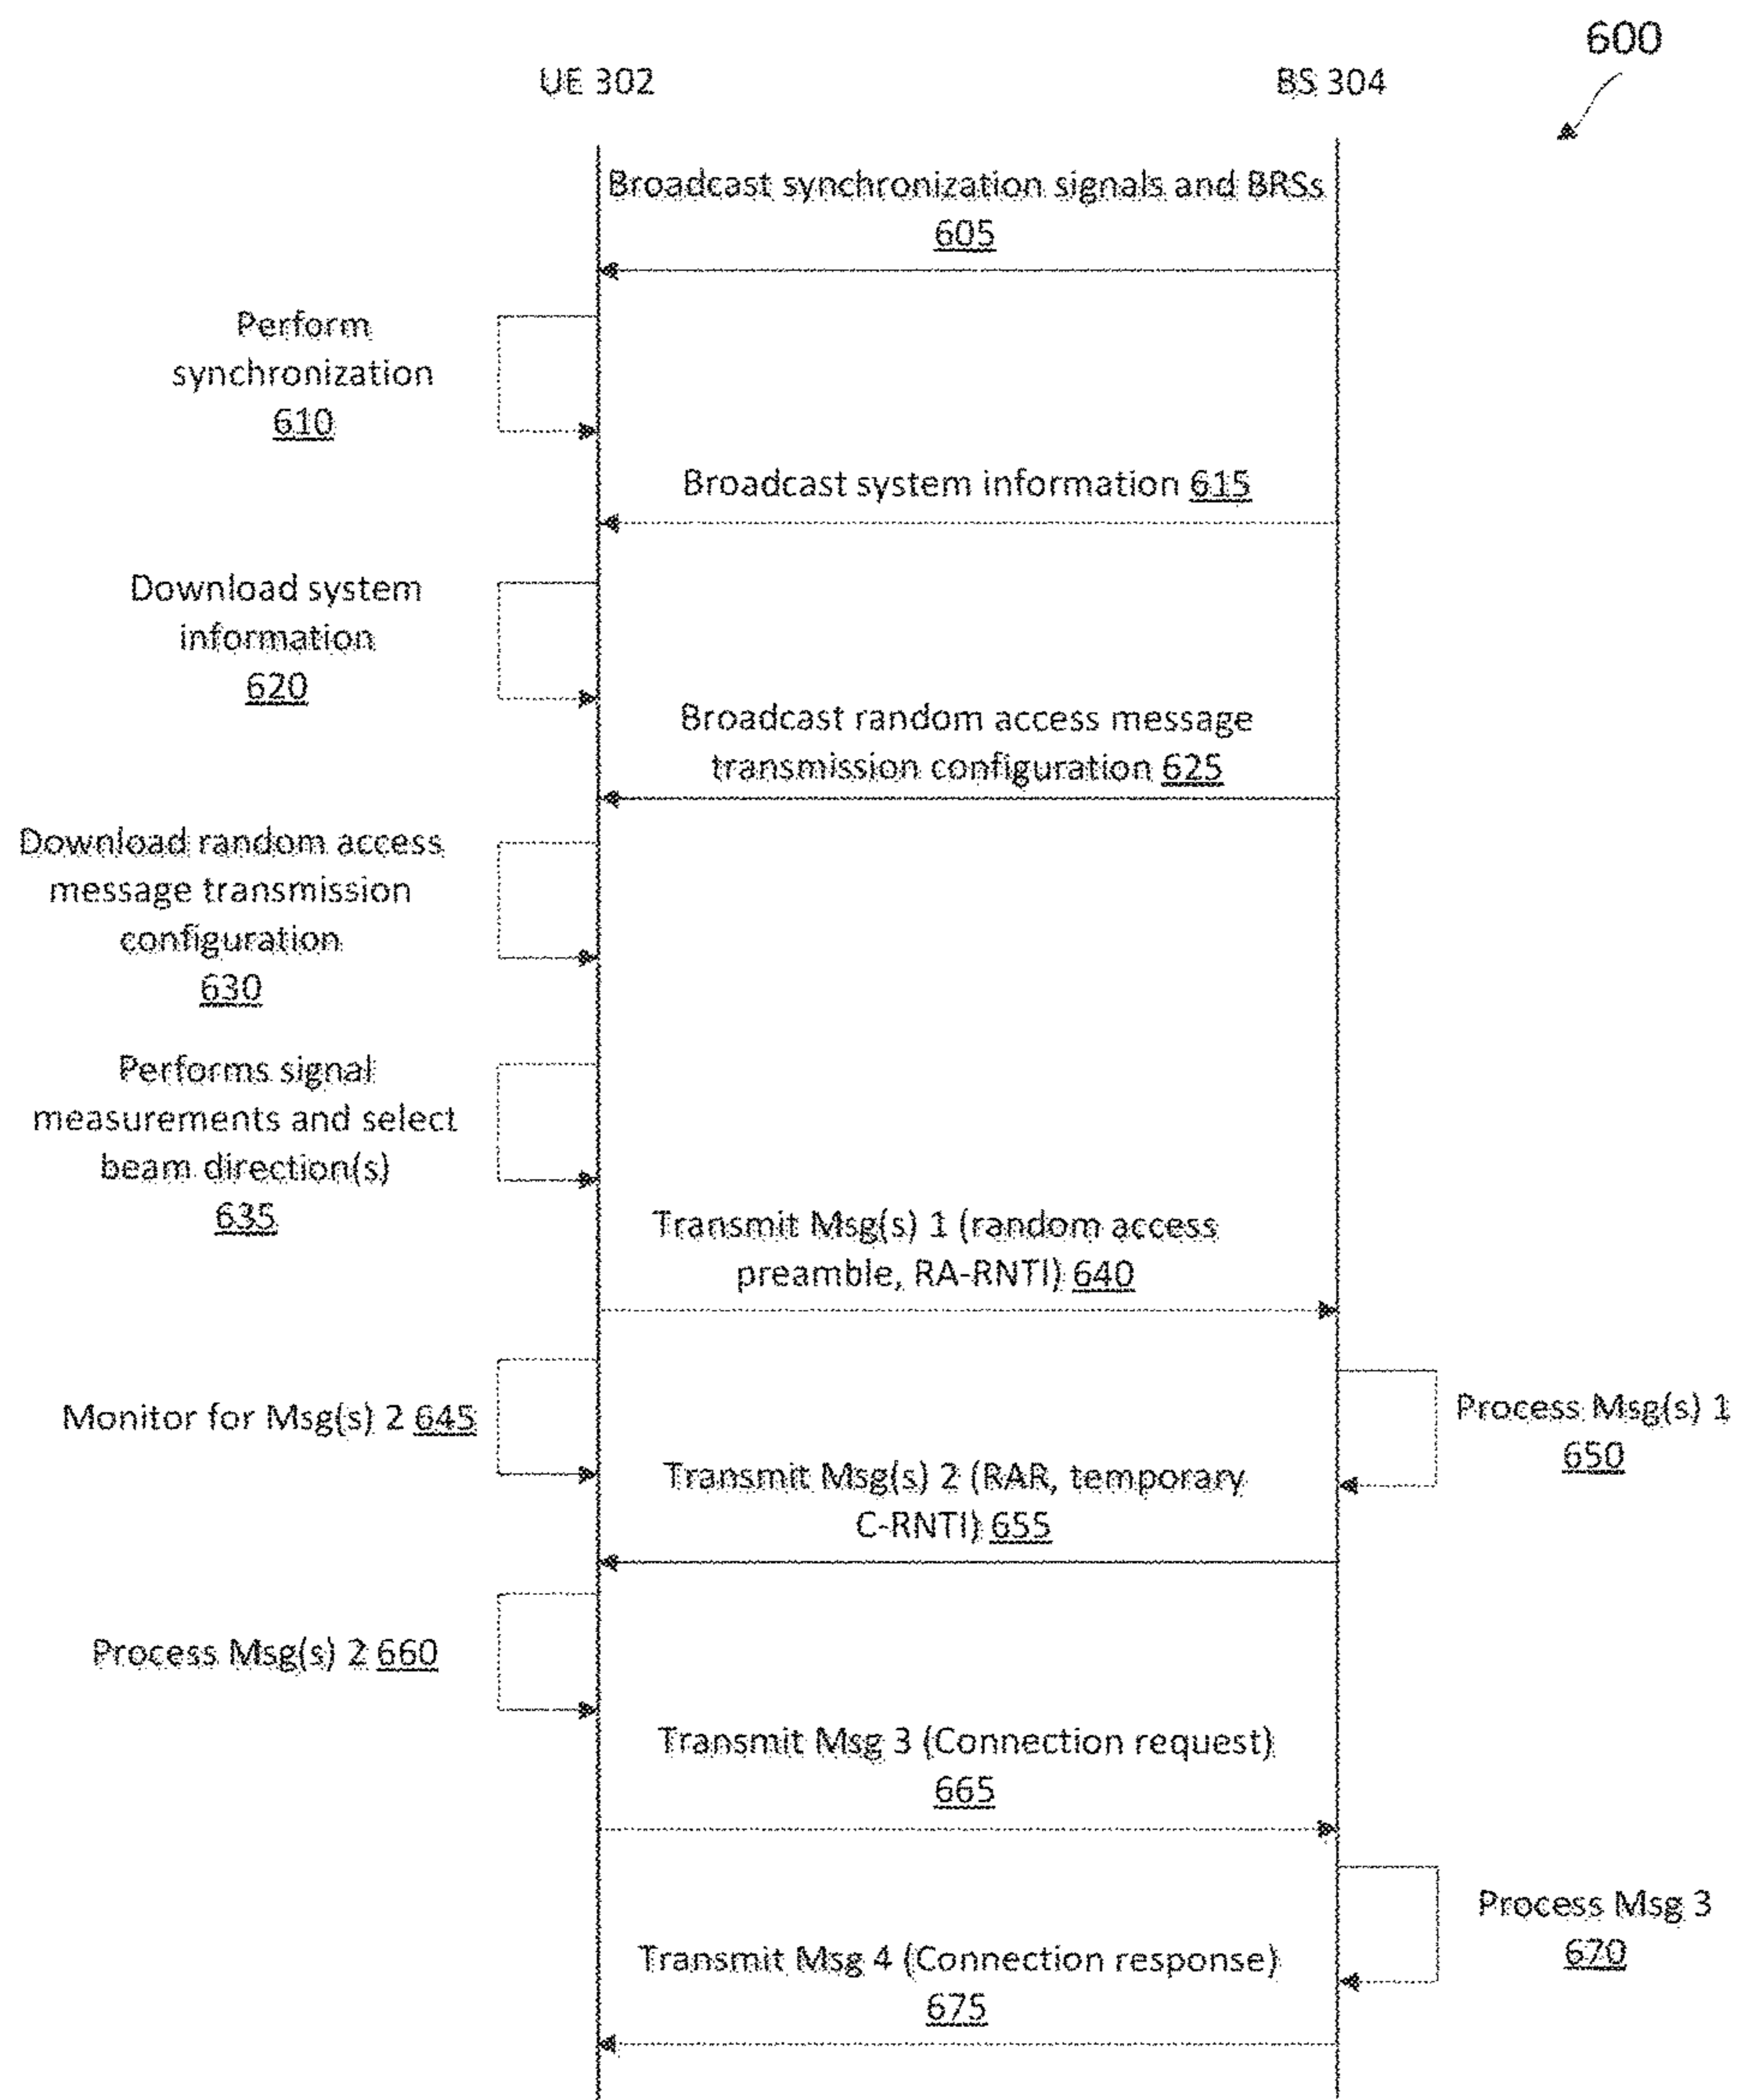 600
UE 302
BS 304
Broadcast synchronization signals and BRSs
605
Perform
synchronization
610
Broadcast system information 615
Download system
information
620
Broadcast random access message
transmission configuration 625
Download random access
message transmission
configuration
630
Performs signal
measurements and select
beam direction(s)
635
Transmit Msg(s) 1 (random access
preamble, RA-RNTI) 640
Monitor for Msg(s) 2 645
Process Msg(s) 1
650
Transmit Msg(s) 2 (RAR, temporary
C-RNTI) 655
Process Msg(s) 2 660
Transmit Msg 3 (Connection request)
665
Process Msg 3
670
Transmit Msg 4 (Connection response)
675